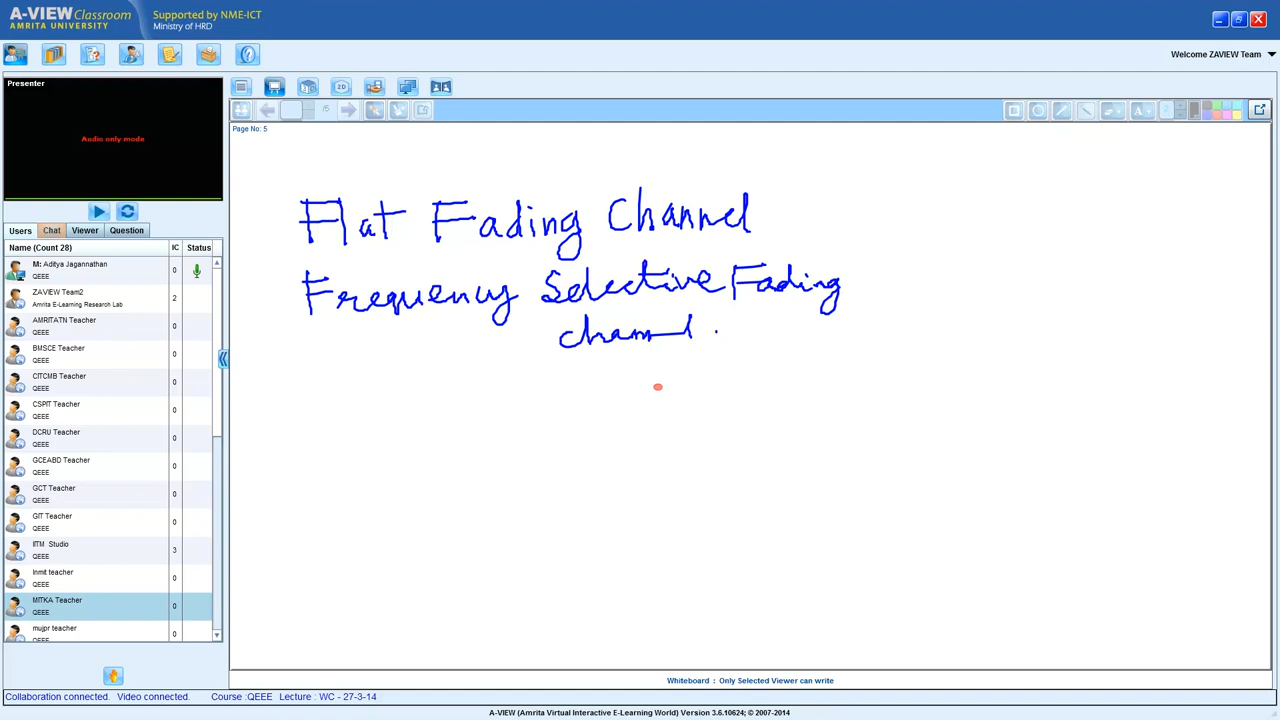 A-VIEW Classroom
AMRITA UNIVERSITY
Supported by NME-ICT
Ministry of HRD
Welcome ZAVIEW Team
Presenter
Audio only mode
/5
Page No: 5
Flat Fading Channel
Frequency Selective Fading
channel .
Users Chat Viewer Question
Name (Count 28) IC Status
M: Aditya Jagannathan 0
QEEE
ZAVIEW Team2
Amrita E-Learning Research Lab 2
AMRITATN Teacher 0
QEEE
BMSCE Teacher 0
QEEE
CITCMB Teacher 0
QEEE
CSPIT Teacher 0
QEEE
DCRU Teacher 0
QEEE
GCEABD Teacher 0
QEEE
GCT Teacher 0
QEEE
GIT Teacher 0
QEEE
IITM Studio 3
QEEE
Inmit teacher 0
QEEE
MITKA Teacher 0
QEEE
mujpr teacher 0
QEEE
Whiteboard : Only Selected Viewer can write
Collaboration connected. Video connected. Course :QEEE Lecture : WC - 27-3-14
A-VIEW (Amrita Virtual Interactive E-Learning World) Version 3.6.10624; © 2007-2014